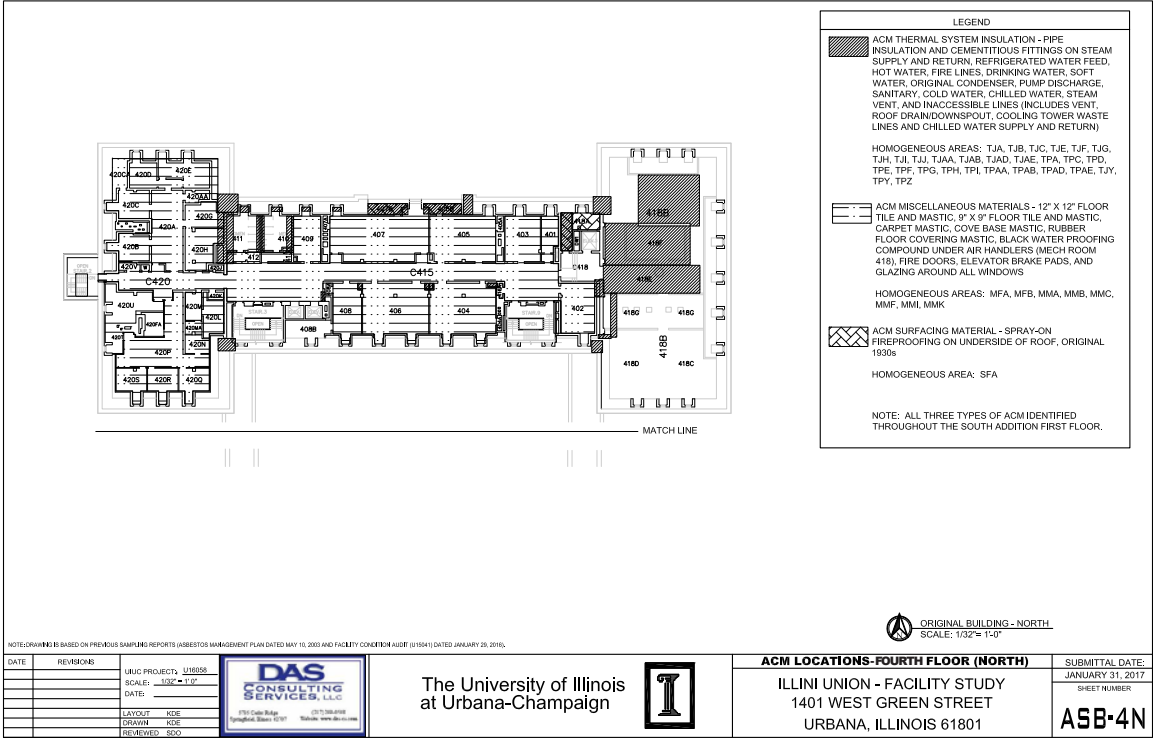 LEGEND
ACM THERMAL SYSTEM INSULATION - PIPE
INSULATION AND CEMENTITIOUS FITTINGS ON STEAM
SUPPLY AND RETURN, REFRIGERATED WATER FEED,
HOT WATER, FIRE LINES, DRINKING WATER, SOFT
WATER, ORIGINAL CONDENSER, PUMP DISCHARGE,
SANITARY, COLD WATER, CHILLED WATER, STEAM
VENT, AND INACCESSIBLE LINES (INCLUDES VENT,
ROOF DRAIN/DOWNSPOUT, COOLING TOWER WASTE
LINES AND CHILLED WATER SUPPLY AND RETURN)
HOMOGENEOUS AREAS: TJA, TJB, TJC, TJE, TJF, TJG,
TJH, TJI, TJJ, TJAA, TJAB, TJAD, TJAE, TPA, TPC, TPD,
TPE, TPF, TPG, TPH, TPI, TPAA, TPAB, TPAD, TPAE, TJY,
TPY, TPZ
ACM MISCELLANEOUS MATERIALS - 12" X 12" FLOOR
TILE AND MASTIC, 9" X 9" FLOOR TILE AND MASTIC,
CARPET MASTIC, COVE BASE MASTIC, RUBBER
FLOOR COVERING MASTIC, BLACK WATER PROOFING
COMPOUND UNDER AIR HANDLERS (MECH ROOM
418), FIRE DOORS, ELEVATOR BRAKE PADS, AND
GLAZING AROUND ALL WINDOWS
HOMOGENEOUS AREAS: MFA, MFB, MMA, MMB, MMC,
MMF, MMI, MMK
ACM SURFACING MATERIAL - SPRAY-ON
FIREPROOFING ON UNDERSIDE OF ROOF, ORIGINAL
1930s
HOMOGENEOUS AREA: SFA
NOTE: ALL THREE TYPES OF ACM IDENTIFIED
THROUGHOUT THE SOUTH ADDITION FIRST FLOOR.
420CA 420D 420E
420AA
420C
420G
420A
420B
420H
420V
420J
C420
420U
420M
420K
420L
420FA
420MA
420T
420N
420P
420S 420R 420Q
411
410
409
412
407
405
403
401
C415
C418
408
406
404
402
408B
STAIR 3
OPEN
OPEN
418B
418F
418E
418G
418G
418B
418D
418C
MATCH LINE
ORIGINAL BUILDING - NORTH
SCALE: 1/32"= 1'-0"
NOTE: DRAWING IS BASED ON PREVIOUS SAMPLING REPORTS (ASBESTOS MANAGEMENT PLAN DATED MAY 10, 2003 AND FACILITY CONDITION AUDIT (U15041) DATED JANUARY 29, 2016).
DATE REVISIONS
UIUC PROJECT: U16058
SCALE: 1/32" = 1' 0"
DATE:
LAYOUT KDE
DRAWN KDE
REVIEWED SDO
DAS
CONSULTING
SERVICES, LLC
The University of Illinois
at Urbana-Champaign
I
ACM LOCATIONS-FOURTH FLOOR (NORTH)
ILLINI UNION - FACILITY STUDY
1401 WEST GREEN STREET
URBANA, ILLINOIS 61801
SUBMITTAL DATE:
JANUARY 31, 2017
SHEET NUMBER
ASB-4N